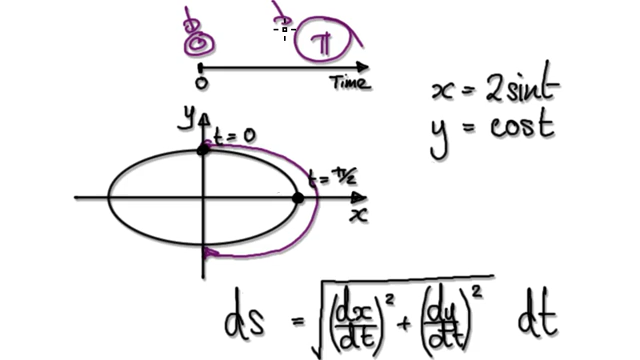 0
π
0 Time
x = 2sint
y = cost
y
t = 0
t = π/2
x
ds = √((dx/dt)² + (dy/dt)²) dt